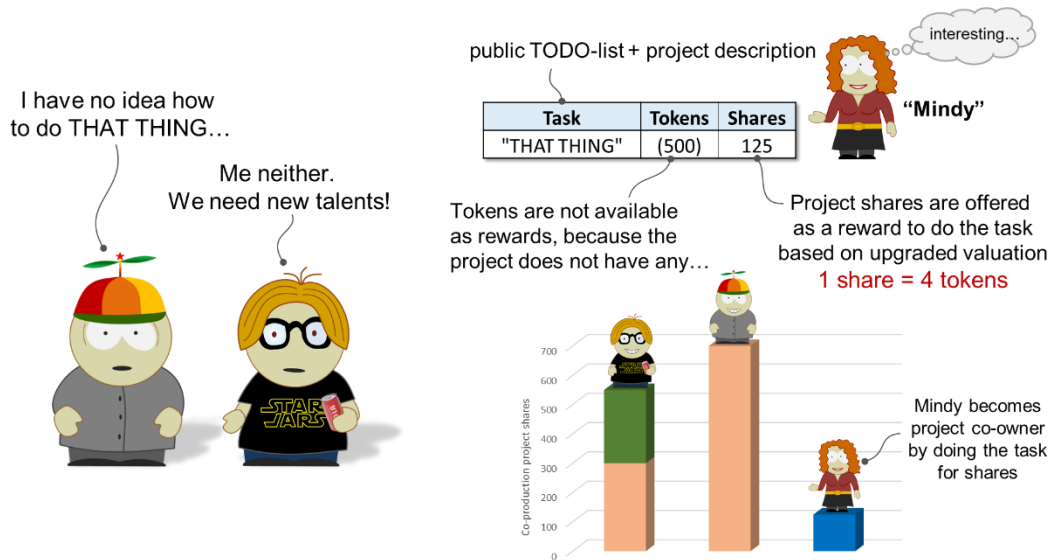 I have no idea how
to do THAT THING…
Me neither.
We need new talents!
STAR
JARS
public TODO-list + project description
interesting…
“Mindy”
Task Tokens Shares
"THAT THING" (500) 125
Tokens are not available
as rewards, because the
project does not have any…
Project shares are offered
as a reward to do the task
based on upgraded valuation
1 share = 4 tokens
Co-production project shares
700
600
500
400
300
200
100
0
STAR
JARS
Mindy becomes
project co-owner
by doing the task
for shares